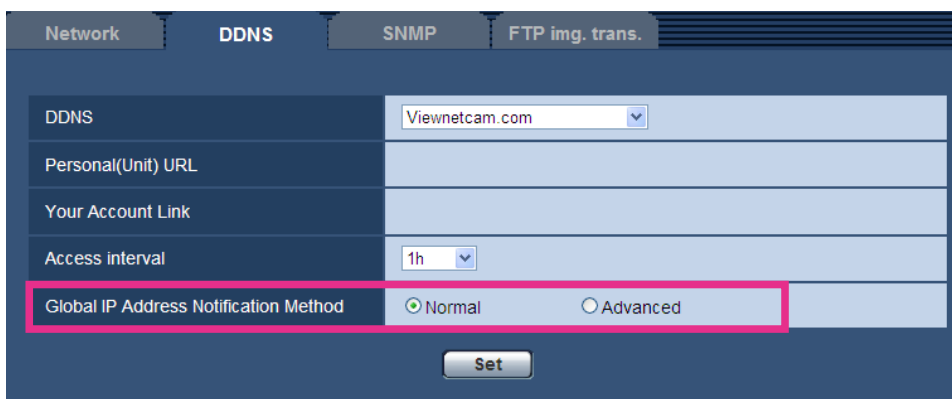 Network DDNS SNMP FTP img. trans.
DDNS Viewnetcam.com
Personal(Unit) URL
Your Account Link
Access interval 1h
Global IP Address Notification Method Normal Advanced
Set